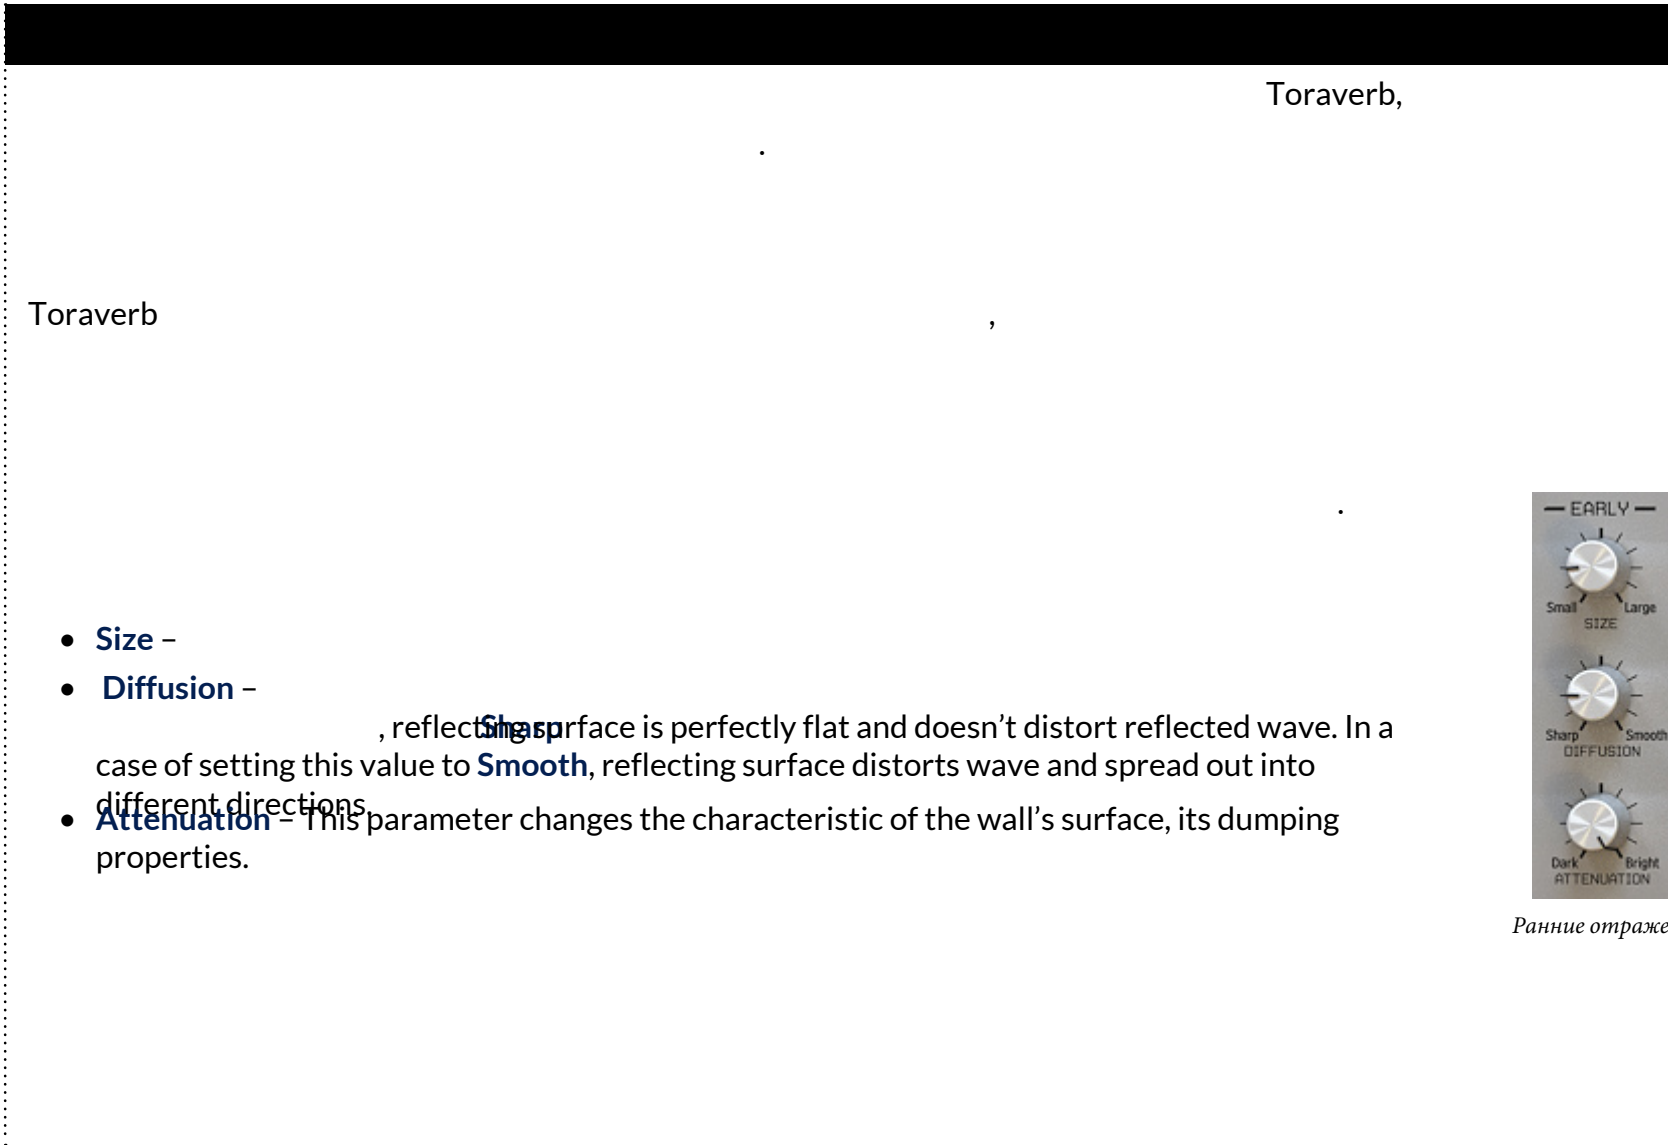 Toraverb,
.
Toraverb ,
.
— EARLY —
Small Large
SIZE
• Size –
• Diffusion –
Sharp, reflecting surface is perfectly flat and doesn’t distort reflected wave. In a
case of setting this value to Smooth, reflecting surface distorts wave and spread out into
different directions.
Sharp Smooth
DIFFUSION
• Attenuation – This parameter changes the characteristic of the wall’s surface, its dumping
properties.
Dark Bright
ATTENUATION
Ранние отраже